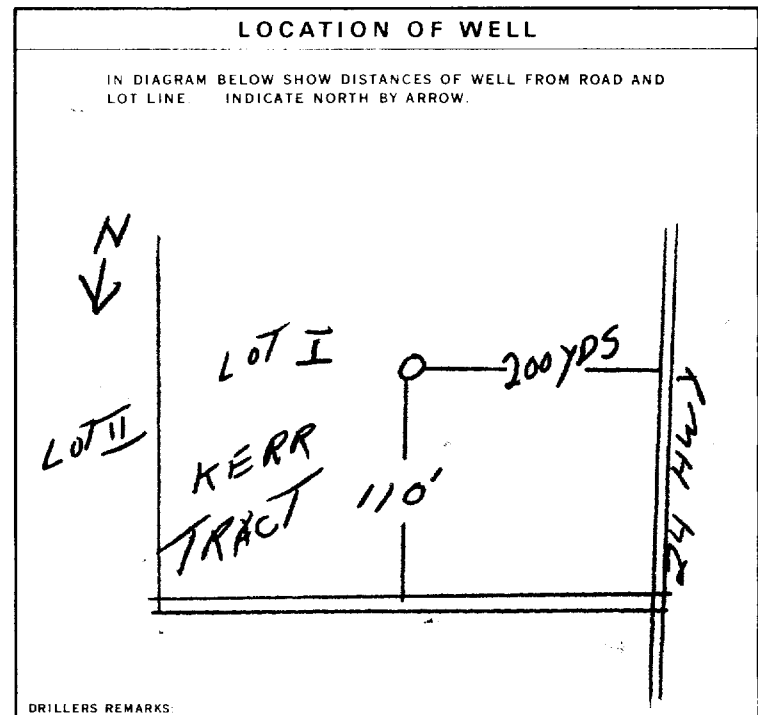 LOCATION OF WELL
IN DIAGRAM BELOW SHOW DISTANCES OF WELL FROM ROAD AND
LOT LINE. INDICATE NORTH BY ARROW.
N
LOT I
200 YDS
LOT II
KERR
TRACT
110'
24 HWY
DRILLERS REMARKS: